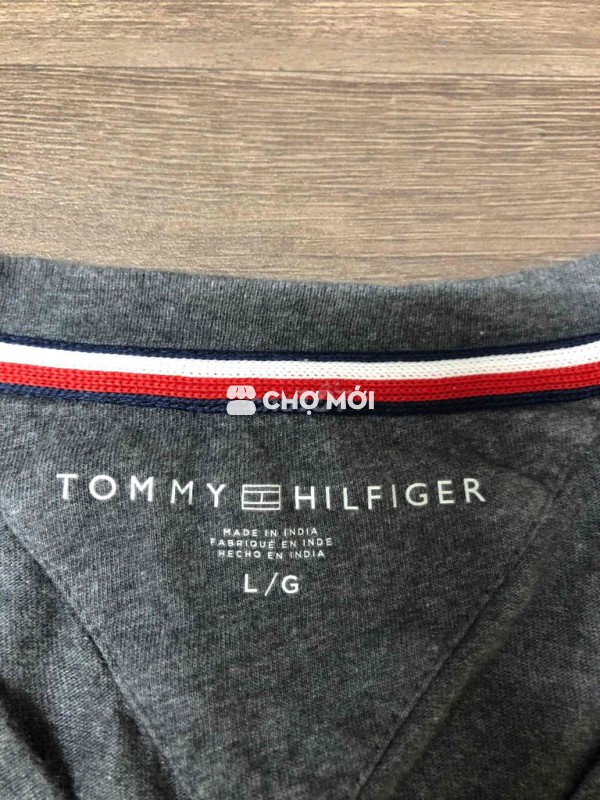 CHỢ MỚI
TOMMY HILFIGER
MADE IN INDIA
FABRIQUÉ EN INDE
HECHO EN INDIA
L/G